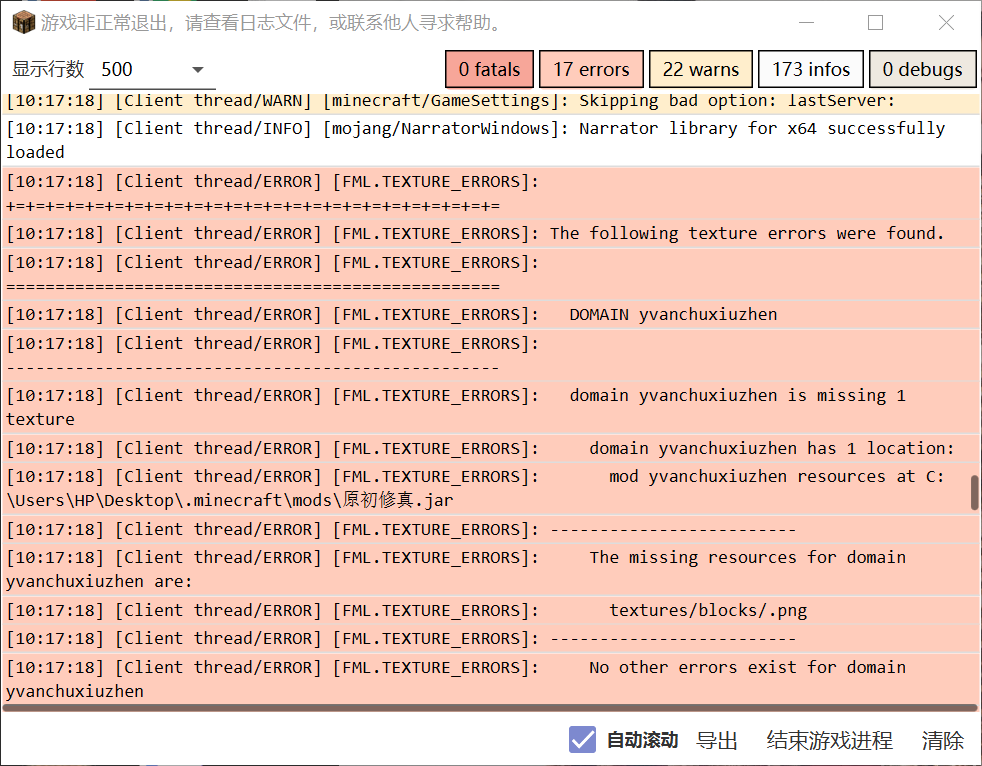 游戏非正常退出，请查看日志文件，或联系他人寻求帮助。
显示行数 500 0 fatals 17 errors 22 warns 173 infos 0 debugs
[10:17:18] [Client thread/WARN] [minecraft/GameSettings]: Skipping bad option: lastServer:
[10:17:18] [Client thread/INFO] [mojang/NarratorWindows]: Narrator library for x64 successfully
loaded
[10:17:18] [Client thread/ERROR] [FML.TEXTURE_ERRORS]:
+=+=+=+=+=+=+=+=+=+=+=+=+=+=+=+=+=+=+=+=+=+=+=+=+=
[10:17:18] [Client thread/ERROR] [FML.TEXTURE_ERRORS]: The following texture errors were found.
[10:17:18] [Client thread/ERROR] [FML.TEXTURE_ERRORS]:
==================================================
[10:17:18] [Client thread/ERROR] [FML.TEXTURE_ERRORS]:   DOMAIN yvanchuxiuzhen
[10:17:18] [Client thread/ERROR] [FML.TEXTURE_ERRORS]:
--------------------------------------------------
[10:17:18] [Client thread/ERROR] [FML.TEXTURE_ERRORS]:   domain yvanchuxiuzhen is missing 1
texture
[10:17:18] [Client thread/ERROR] [FML.TEXTURE_ERRORS]:     domain yvanchuxiuzhen has 1 location:
[10:17:18] [Client thread/ERROR] [FML.TEXTURE_ERRORS]:       mod yvanchuxiuzhen resources at C:
\Users\HP\Desktop\.minecraft\mods\原初修真.jar
[10:17:18] [Client thread/ERROR] [FML.TEXTURE_ERRORS]: -------------------------
[10:17:18] [Client thread/ERROR] [FML.TEXTURE_ERRORS]:     The missing resources for domain
yvanchuxiuzhen are:
[10:17:18] [Client thread/ERROR] [FML.TEXTURE_ERRORS]:       textures/blocks/.png
[10:17:18] [Client thread/ERROR] [FML.TEXTURE_ERRORS]: -------------------------
[10:17:18] [Client thread/ERROR] [FML.TEXTURE_ERRORS]:     No other errors exist for domain
yvanchuxiuzhen
自动滚动 导出 结束游戏进程 清除